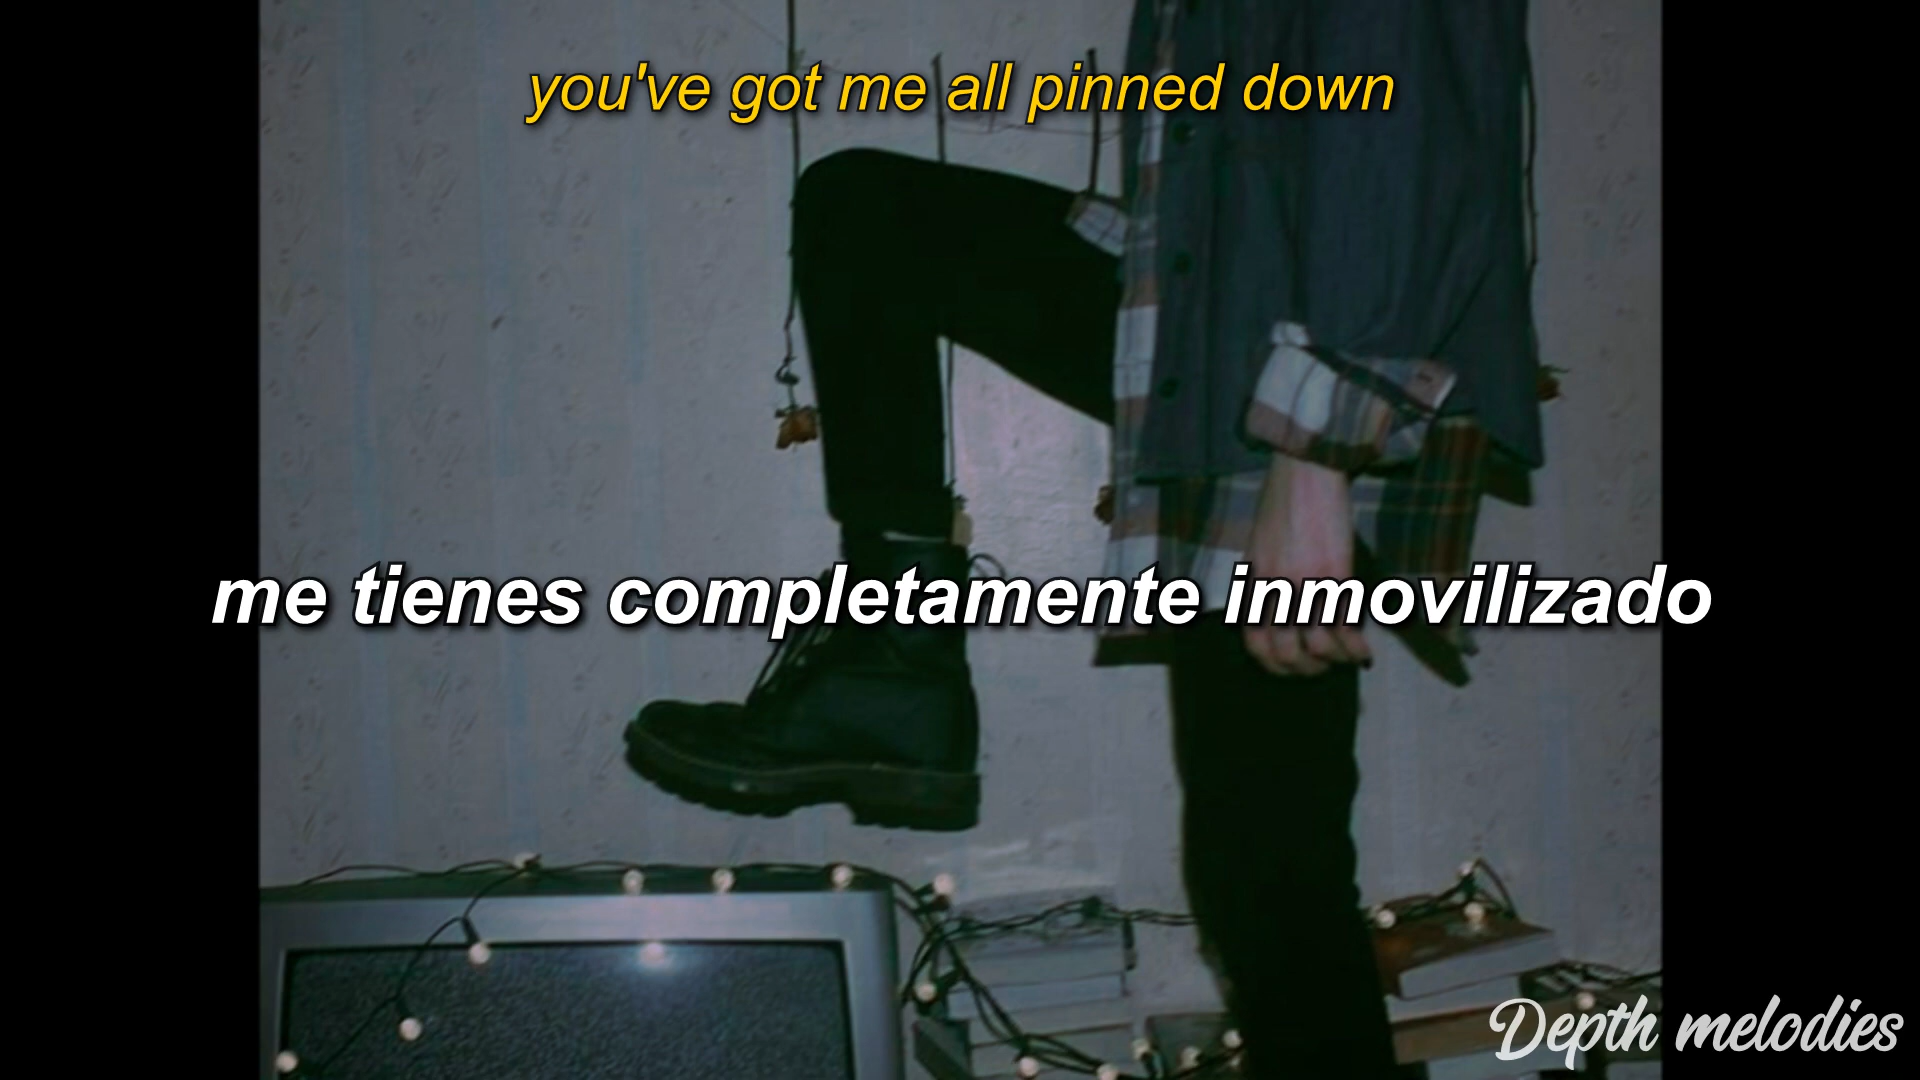 you've got me all pinned down
me tienes completamente inmovilizado
Depth melodies